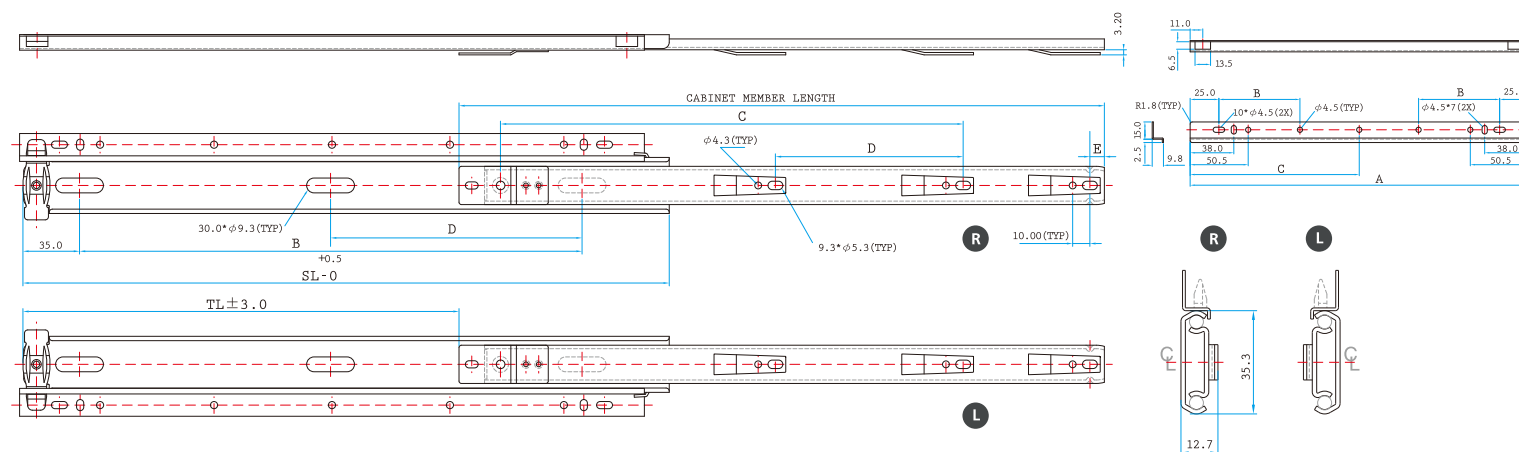 3.20
11.0
6.5
13.5
CABINET MEMBER LENGTH
C
φ4.3(TYP)
D
E
30.0*φ9.3(TYP)
35.0
B
D
+0.5
SL-0
9.3*φ5.3(TYP)
10.00(TYP)
R
TL±3.0
L
25.0
B
B
25.
R1.8(TYP)
10*φ4.5(2X)
φ4.5(TYP)
φ4.5*7(2X)
15.0
2.5
9.8
38.0
50.5
38.0
50.5
C
A
R
L
CL
35.3
CL
12.7